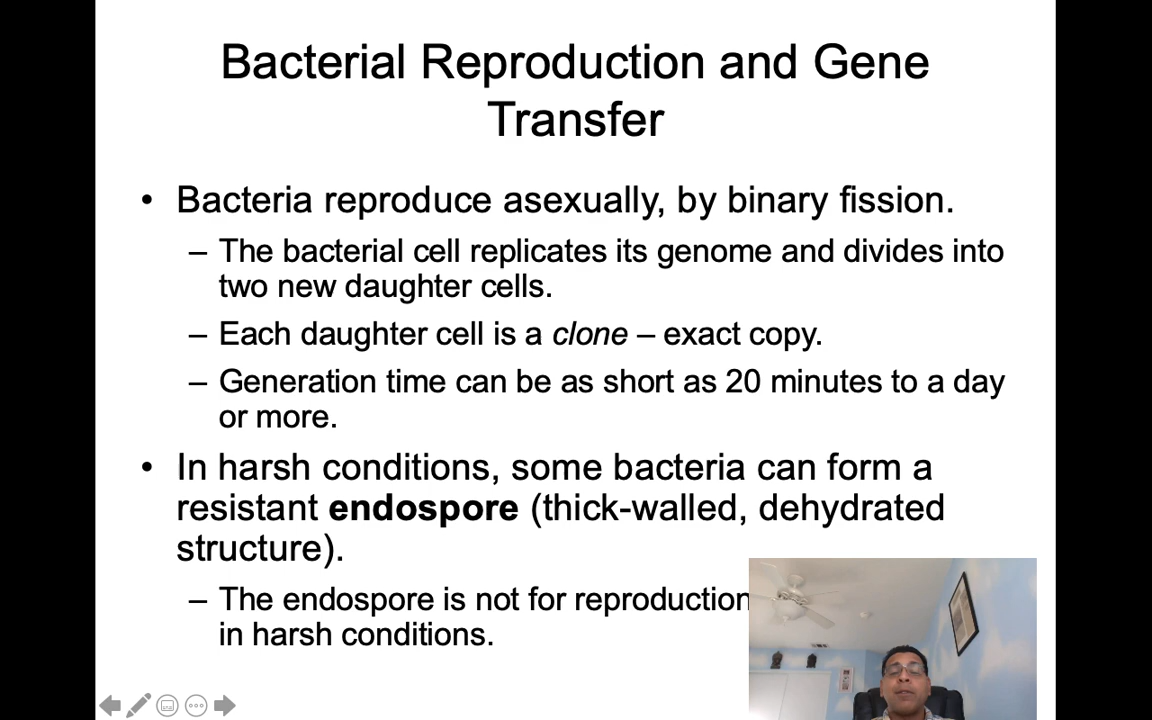 Bacterial Reproduction and Gene
Transfer
• Bacteria reproduce asexually, by binary fission.
– The bacterial cell replicates its genome and divides into
two new daughter cells.
– Each daughter cell is a clone – exact copy.
– Generation time can be as short as 20 minutes to a day
or more.
• In harsh conditions, some bacteria can form a
resistant endospore (thick-walled, dehydrated
structure).
– The endospore is not for reproduction
in harsh conditions.